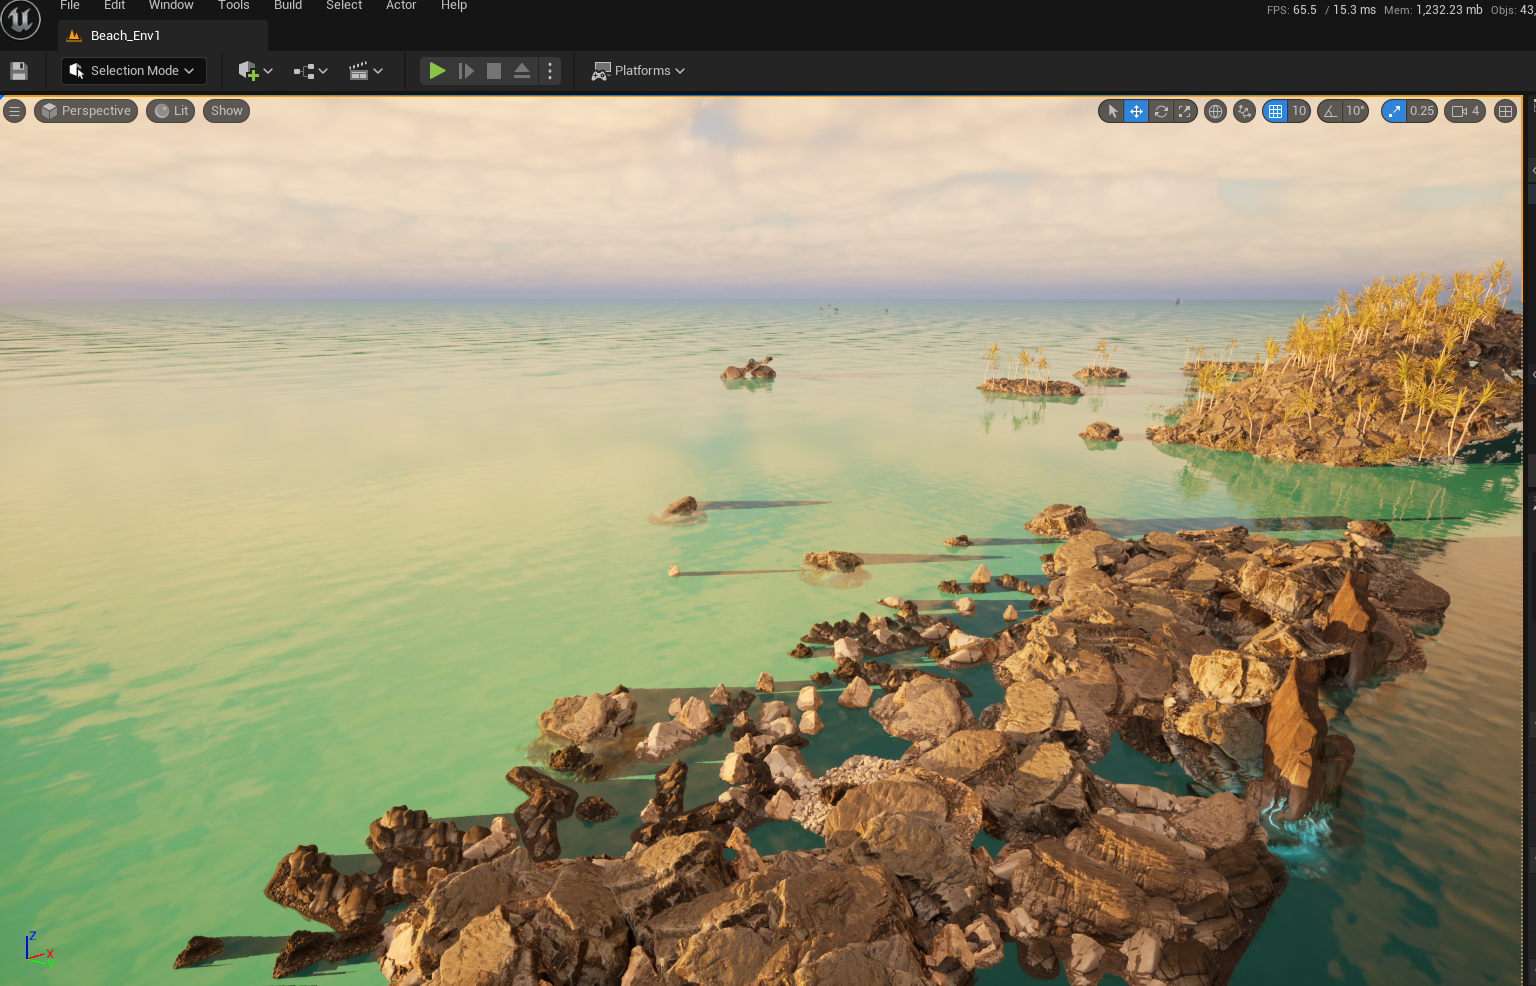 File Edit Window Tools Build Select Actor Help
FPS: 65.5 / 15.3 ms Mem: 1,232.23 mb Objs: 43,
Beach_Env1
Selection Mode Platforms
Perspective Lit Show 10 10° 0.25 4
Z
X